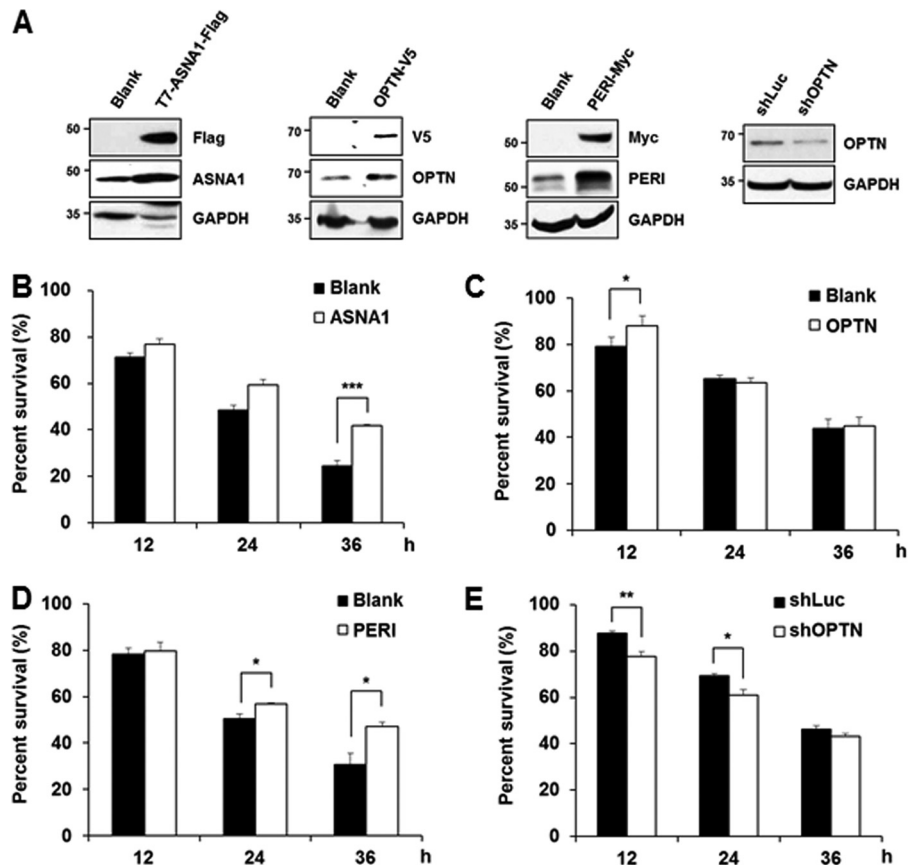 A
Blank T7-ASNA1-Flag
50 Flag
50 ASNA1
35 GAPDH
Blank OPTN-V5
70 V5
70 OPTN
35 GAPDH
Blank PERI-Myc
50 Myc
50 PERI
35 GAPDH
shLuc shOPTN
70 OPTN
35 GAPDH
B
Percent survival (%)
100
80
60
40
20
0
Blank
ASNA1
***
12 24 36 h
C
Percent survival (%)
100
80
60
40
20
0
Blank
OPTN
*
12 24 36 h
D
Percent survival (%)
100
80
60
40
20
0
Blank
PERI
*
*
12 24 36 h
E
Percent survival (%)
100
80
60
40
20
0
shLuc
shOPTN
**
*
12 24 36 h